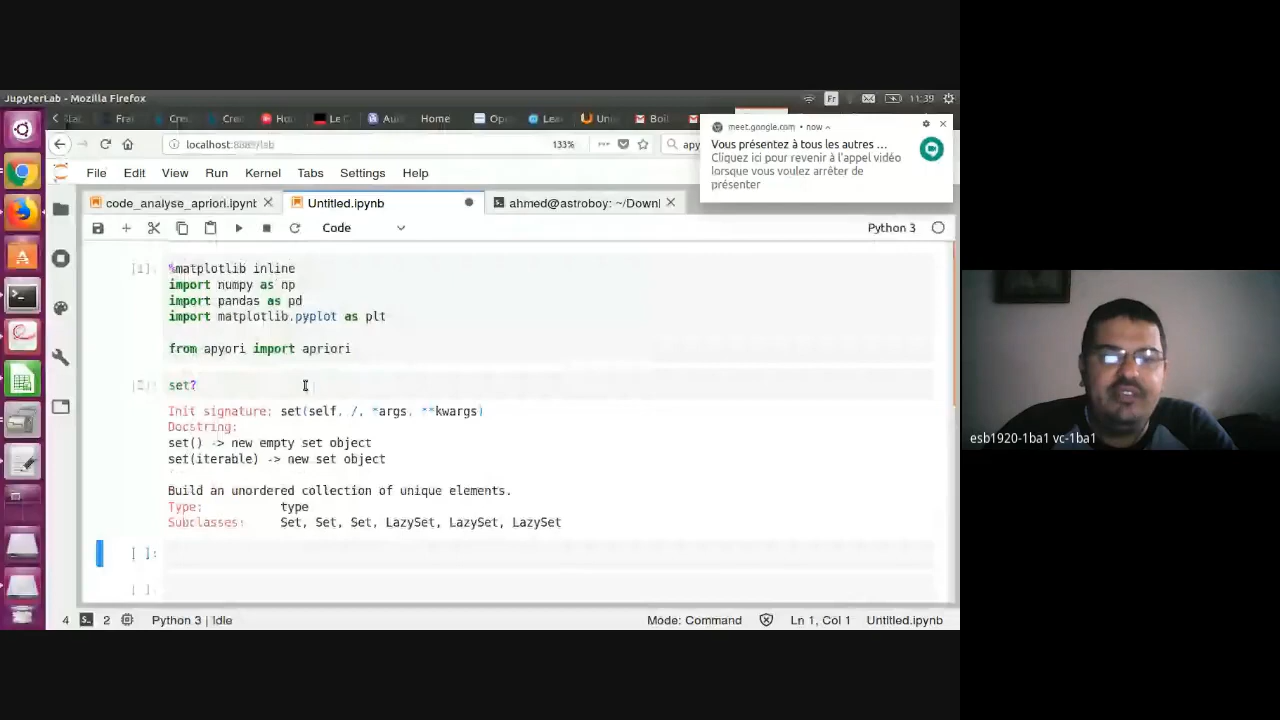 JupyterLab - Mozilla Firefox
Fr
11:39
Home
localhost:8889/lab
133%
apy
meet.google.com • now
Vous présentez à tous les autres ...
Cliquez ici pour revenir à l'appel vidéo
lorsque vous voulez arrêter de
présenter
File Edit View Run Kernel Tabs Settings Help
code_analyse_apriori.ipynb
Untitled.ipynb
ahmed@astroboy: ~/Downl
Code
Python 3
[1]
%matplotlib inline
import numpy as np
import pandas as pd
import matplotlib.pyplot as plt
from apyori import apriori
[2]:
set?
Init signature: set(self, /, *args, **kwargs)
Docstring:
set() -> new empty set object
set(iterable) -> new set object
Build an unordered collection of unique elements.
Type: type
Subclasses: Set, Set, Set, LazySet, LazySet, LazySet
[ ]:
[ ]
4 2 Python 3 | Idle
Mode: Command Ln 1, Col 1 Untitled.ipynb
esb1920-1ba1 vc-1ba1